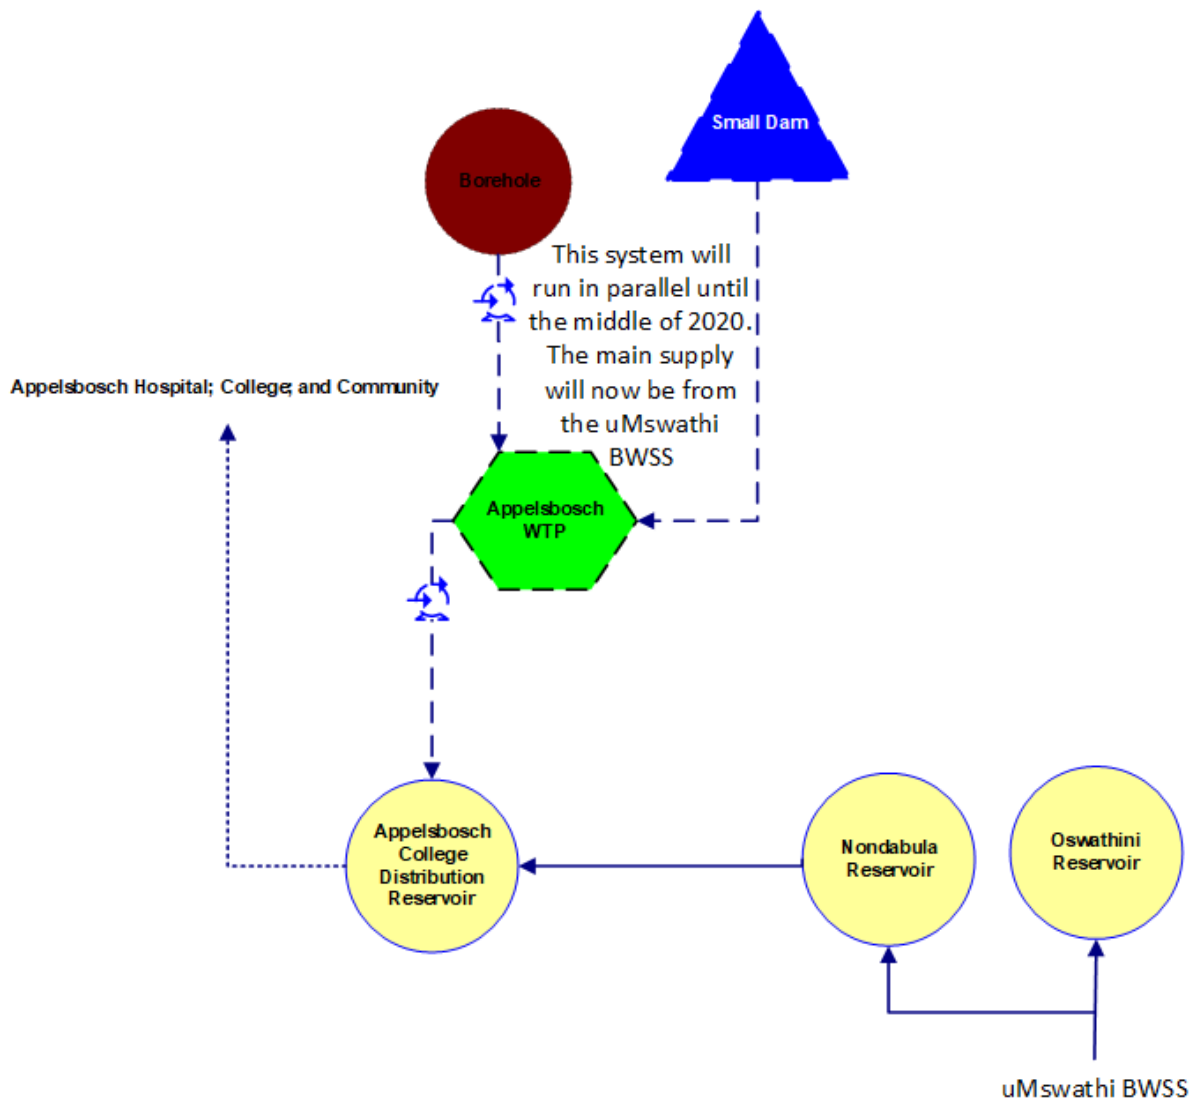 Small Dam
Borehole
This system will
run in parallel until
the middle of 2020.
The main supply
will now be from
the uMswathi
BWSS
Appelsbosch Hospital; College; and Community
Appelsbosch
WTP
Appelsbosch
College
Distribution
Reservoir
Nondabula
Reservoir
Oswathini
Reservoir
uMswathi BWSS